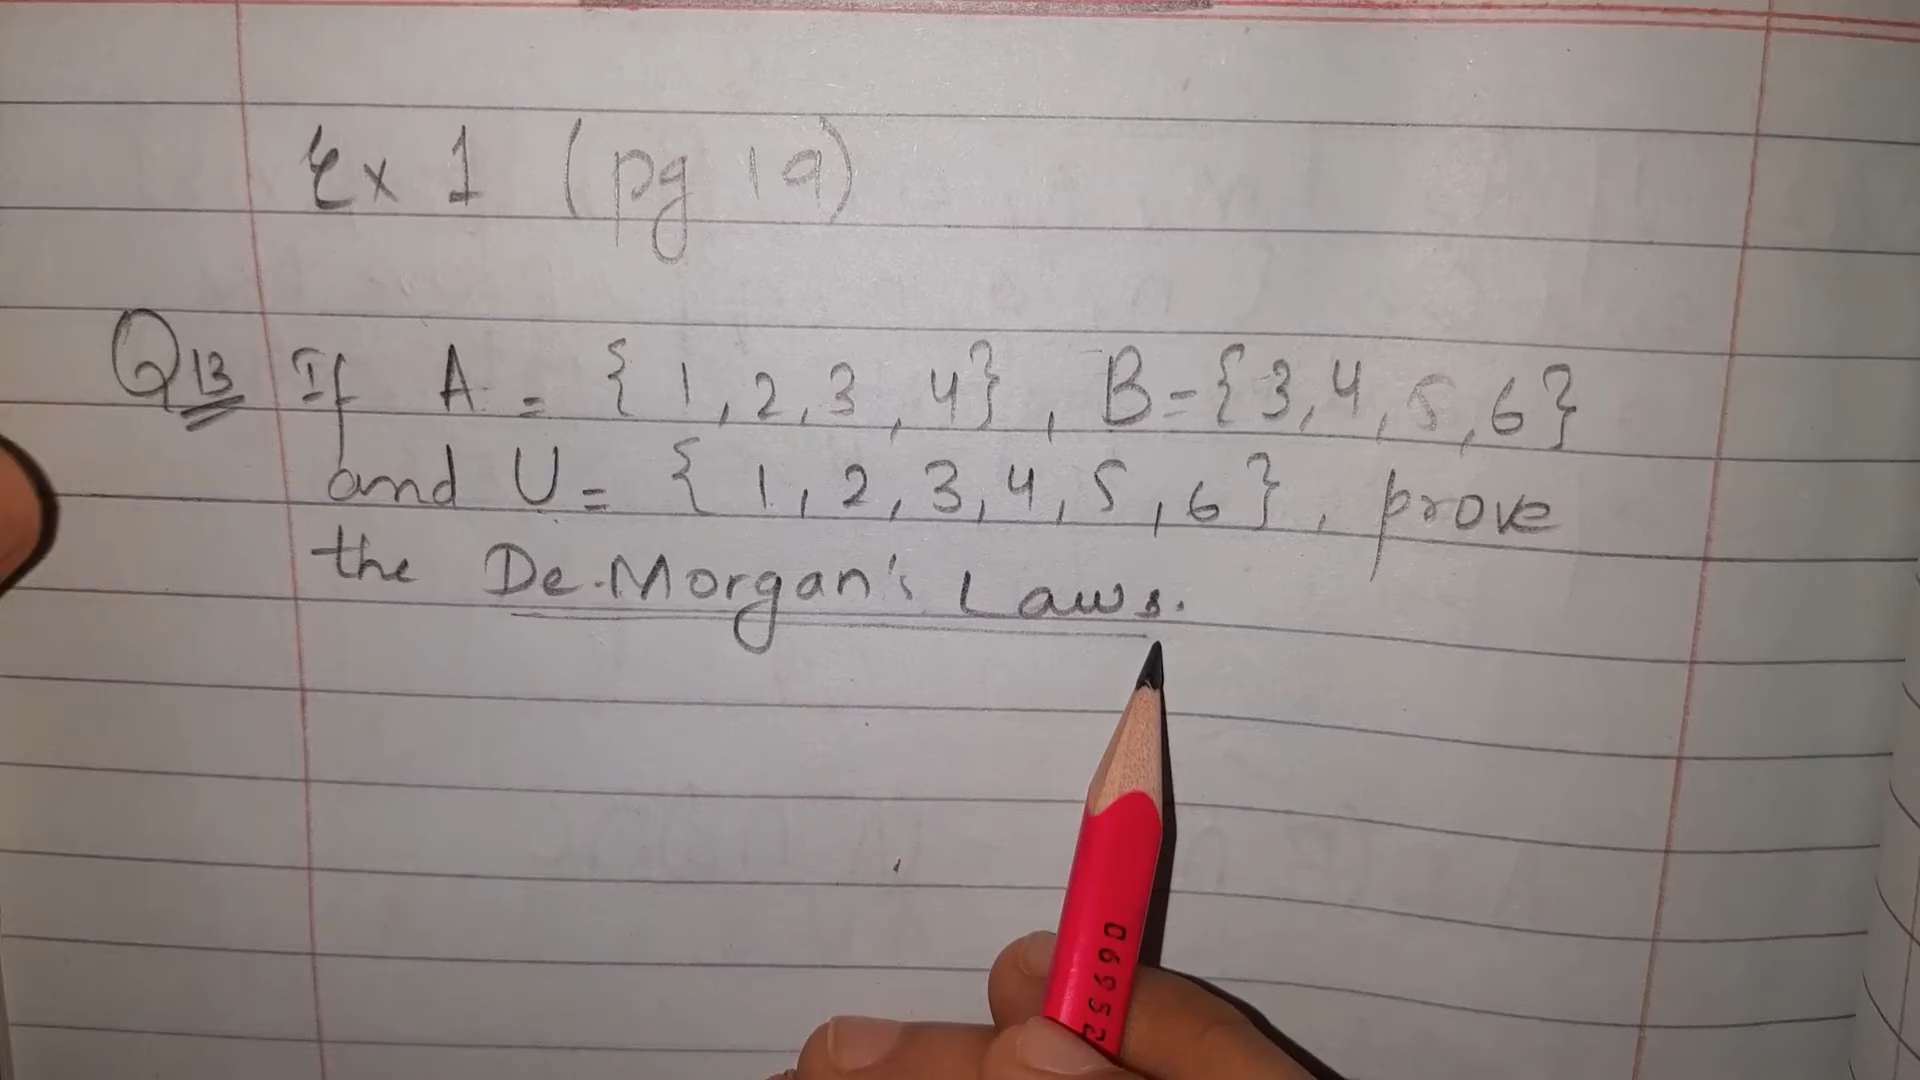 Ex 1 (pg 19)
Q13 If A = { 1, 2, 3, 4}, B = {3, 4, 5, 6}
and U = { 1, 2, 3, 4, 5, 6 }, prove
the De-Morgan's Laws.
06952